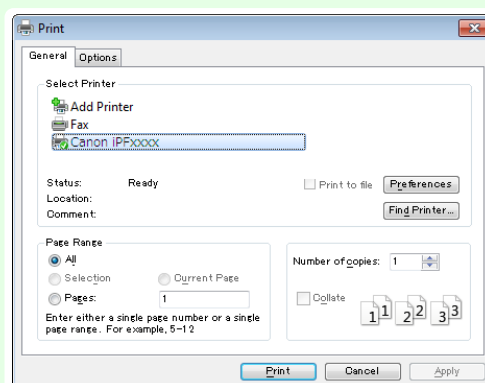 Print
General Options
Select Printer
Add Printer
Fax
Canon iPFxxxx
Status: Ready
Print to file Preferences
Location:
Comment:
Find Printer...
Page Range
All
Selection Current Page
Pages: 1
Enter either a single page number or a single
page range. For example, 5-12
Number of copies: 1
Collate
1 1 2 2 3 3
Print Cancel Apply